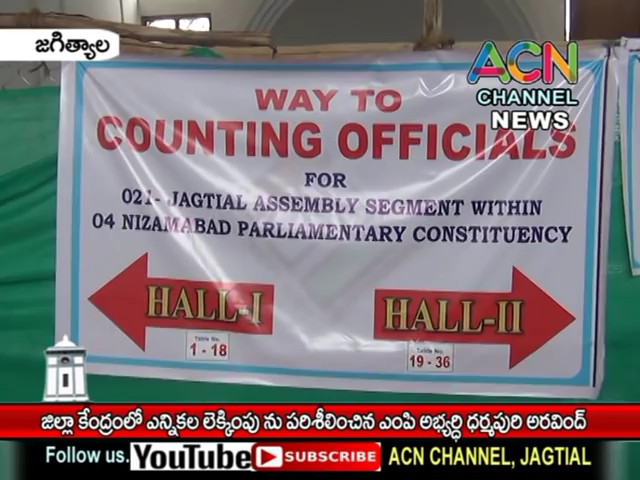 జగిత్యాల
ACN
CHANNEL
NEWS
WAY TO
COUNTING OFFICIALS
FOR
021- JAGTIAL ASSEMBLY SEGMENT WITHIN
04 NIZAMABAD PARLIAMENTARY CONSTITUENCY
HALL-I
HALL-II
Table No.
1 - 18
Table No.
19 - 36
జిల్లా కేంద్రంలో ఎన్నికల లెక్కింపు ను పరిశీలించిన ఎంపి అభ్యర్ధి ధర్మపురి అరవింద్
Follow us. YouTube SUBSCRIBE ACN CHANNEL, JAGTIAL